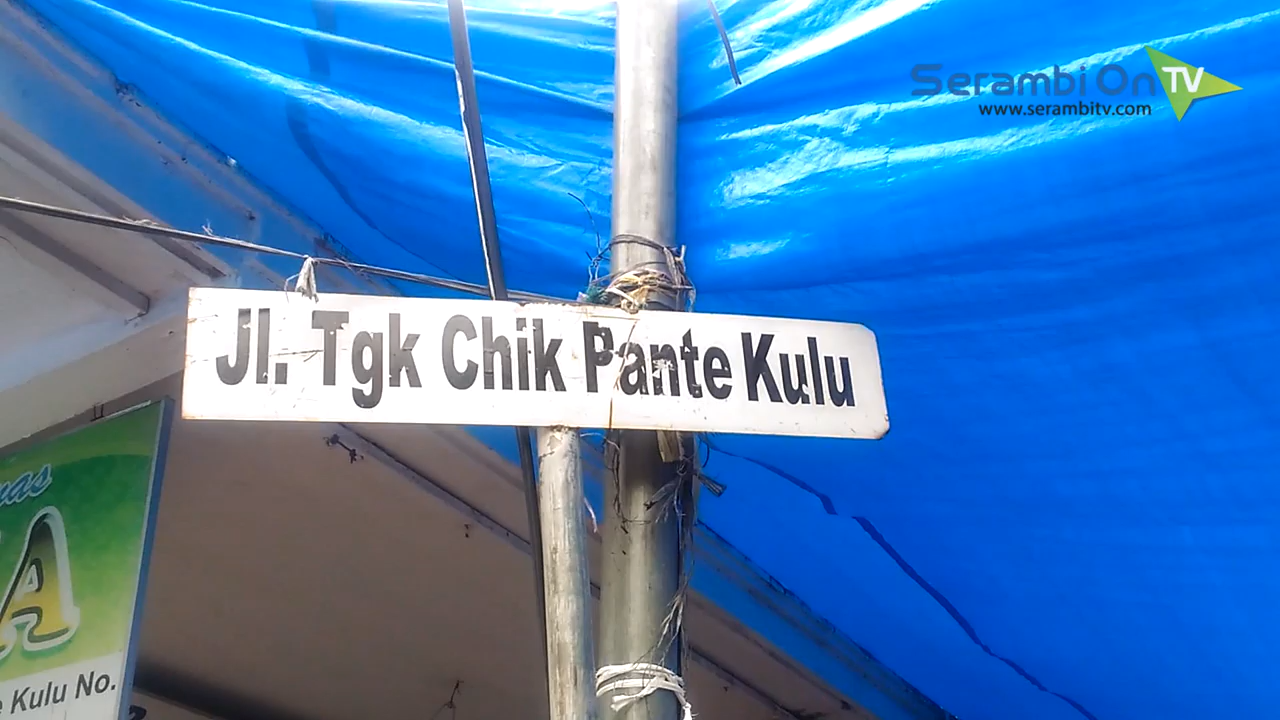 Serambi On TV
www.serambitv.com
Jl. Tgk Chik Pante Kulu
A
A
Kulu No.